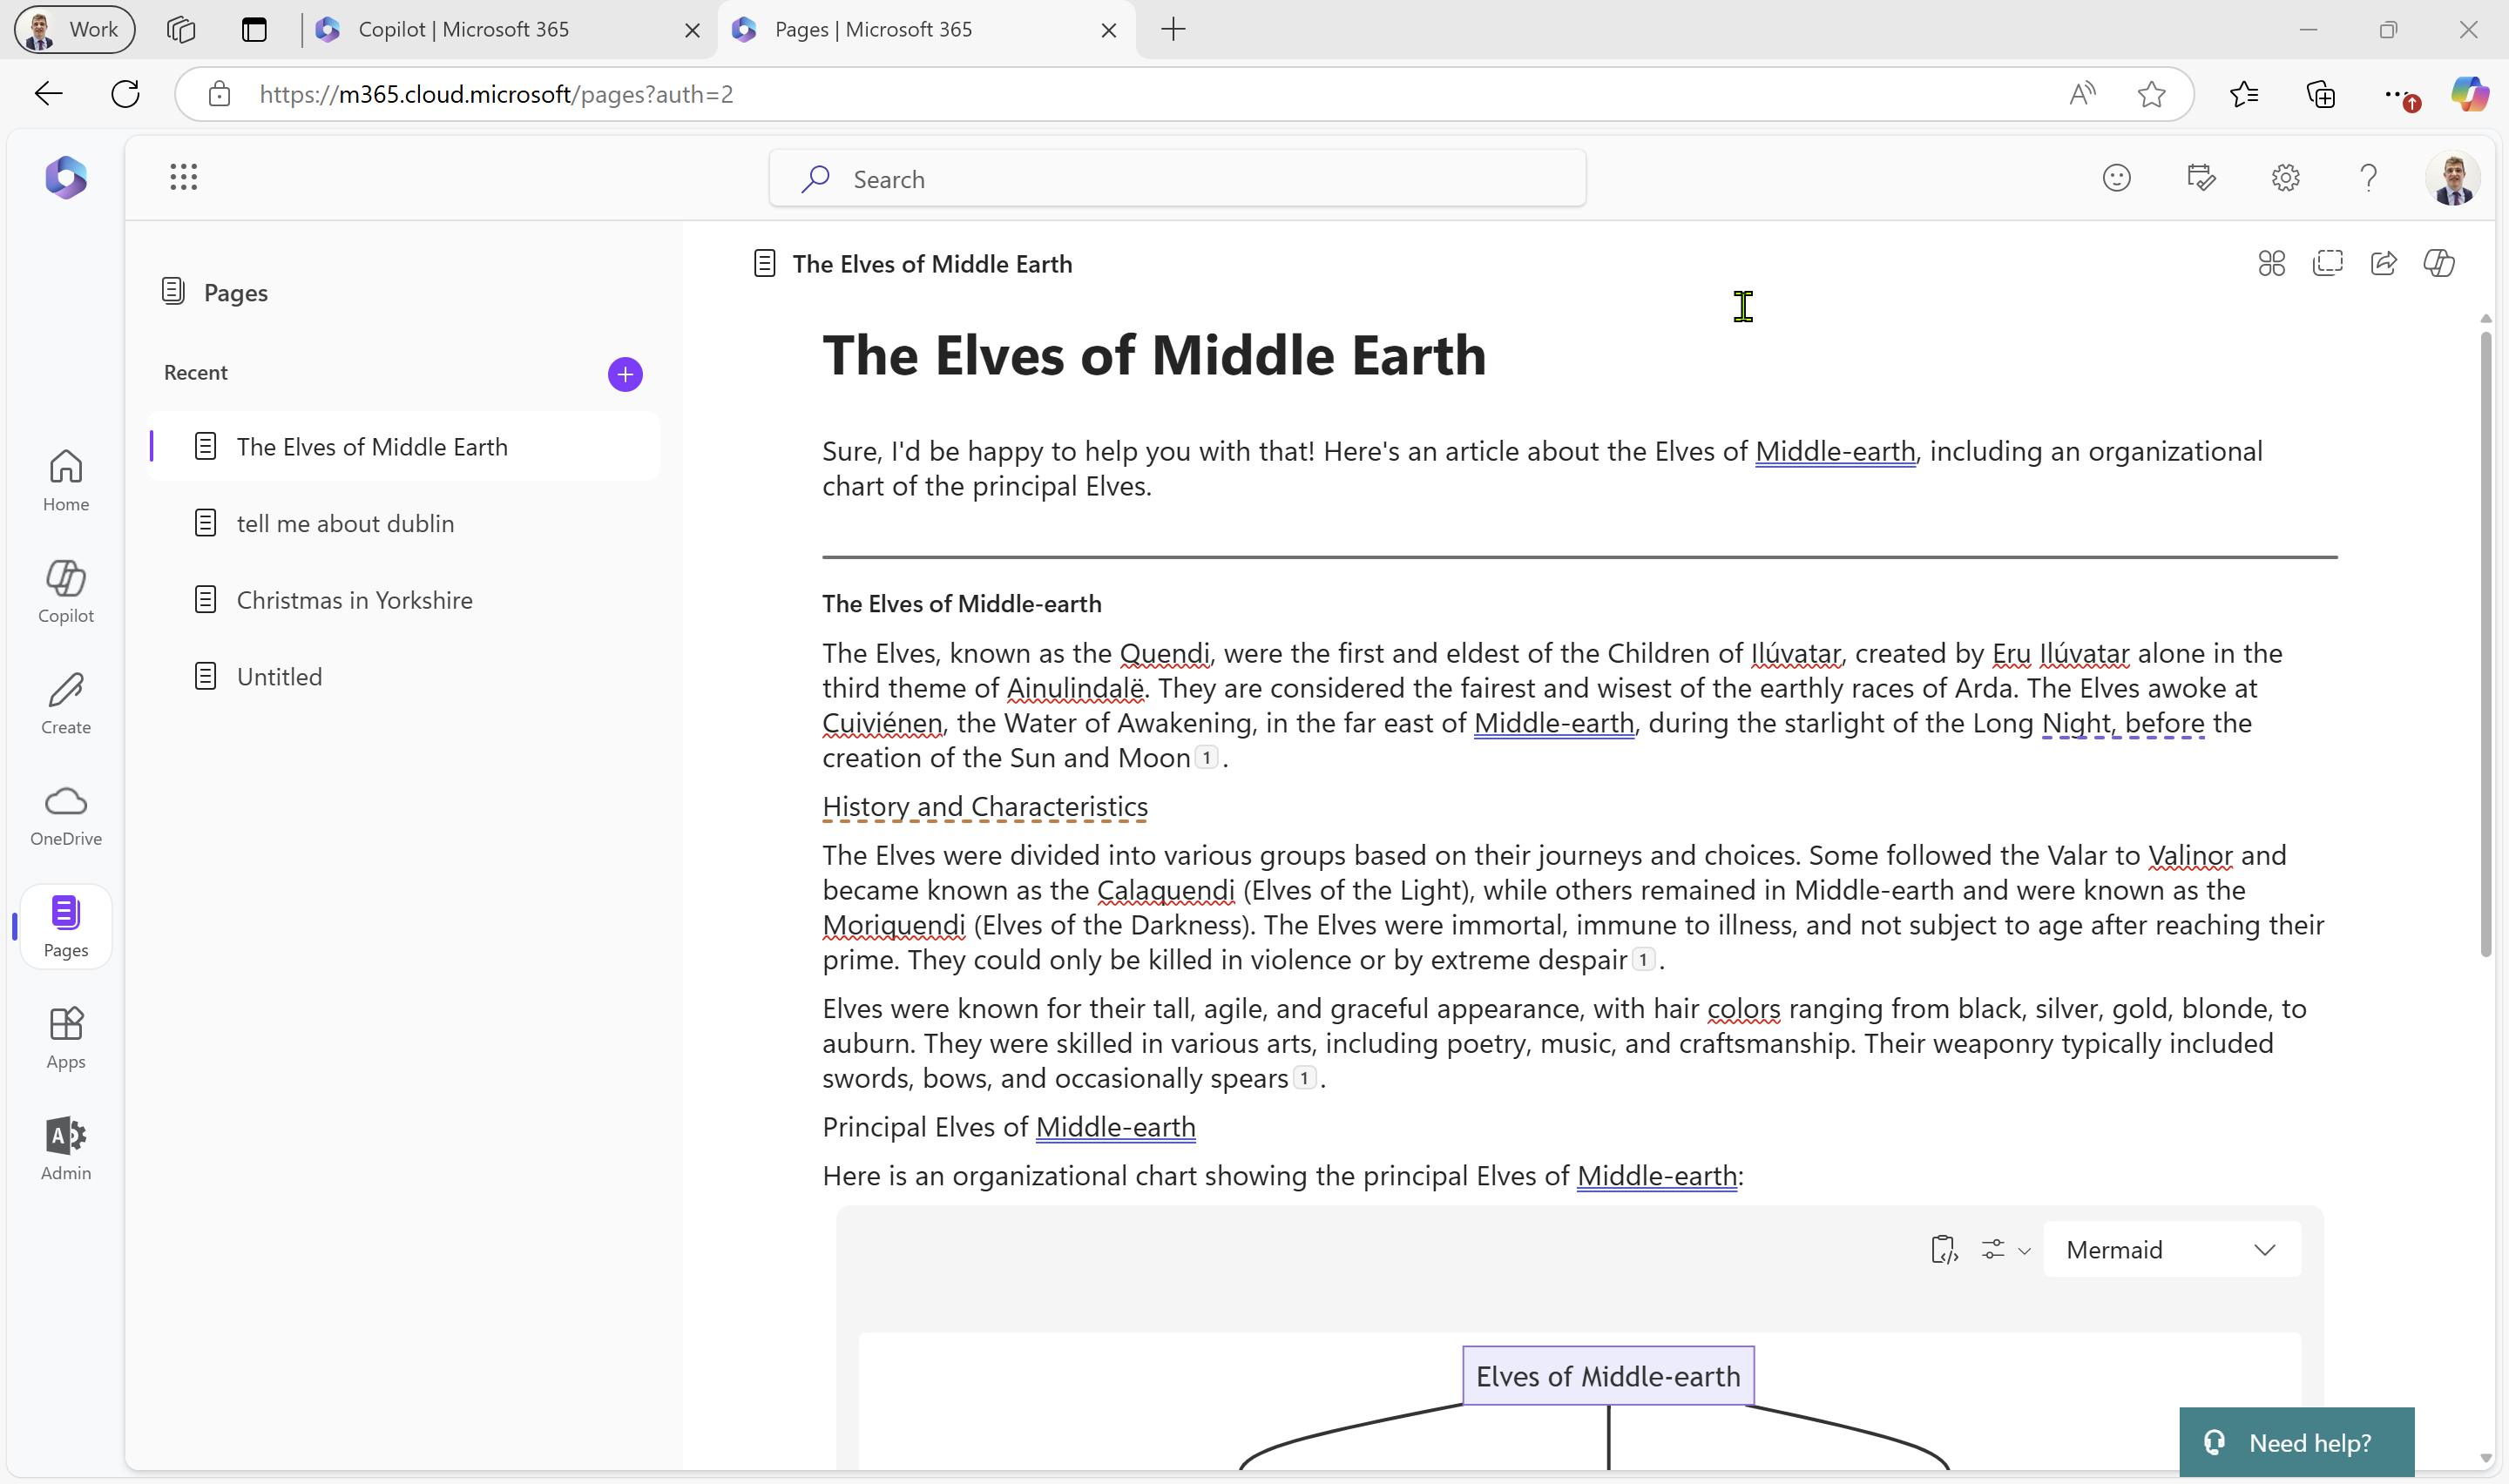 Work
Copilot | Microsoft 365
Pages | Microsoft 365
https://m365.cloud.microsoft/pages?auth=2
Search
Home
Copilot
Create
OneDrive
Pages
Apps
Admin
Pages
Recent
The Elves of Middle Earth
tell me about dublin
Christmas in Yorkshire
Untitled
The Elves of Middle Earth
The Elves of Middle Earth
Sure, I'd be happy to help you with that! Here's an article about the Elves of Middle-earth, including an organizational
chart of the principal Elves.
The Elves of Middle-earth
The Elves, known as the Quendi, were the first and eldest of the Children of Ilúvatar, created by Eru Ilúvatar alone in the
third theme of Ainulindalë. They are considered the fairest and wisest of the earthly races of Arda. The Elves awoke at
Cuiviénen, the Water of Awakening, in the far east of Middle-earth, during the starlight of the Long Night, before the
creation of the Sun and Moon 1 .
History and Characteristics
The Elves were divided into various groups based on their journeys and choices. Some followed the Valar to Valinor and
became known as the Calaquendi (Elves of the Light), while others remained in Middle-earth and were known as the
Moriquendi (Elves of the Darkness). The Elves were immortal, immune to illness, and not subject to age after reaching their
prime. They could only be killed in violence or by extreme despair 1 .
Elves were known for their tall, agile, and graceful appearance, with hair colors ranging from black, silver, gold, blonde, to
auburn. They were skilled in various arts, including poetry, music, and craftsmanship. Their weaponry typically included
swords, bows, and occasionally spears 1 .
Principal Elves of Middle-earth
Here is an organizational chart showing the principal Elves of Middle-earth:
Mermaid
Elves of Middle-earth
Need help?